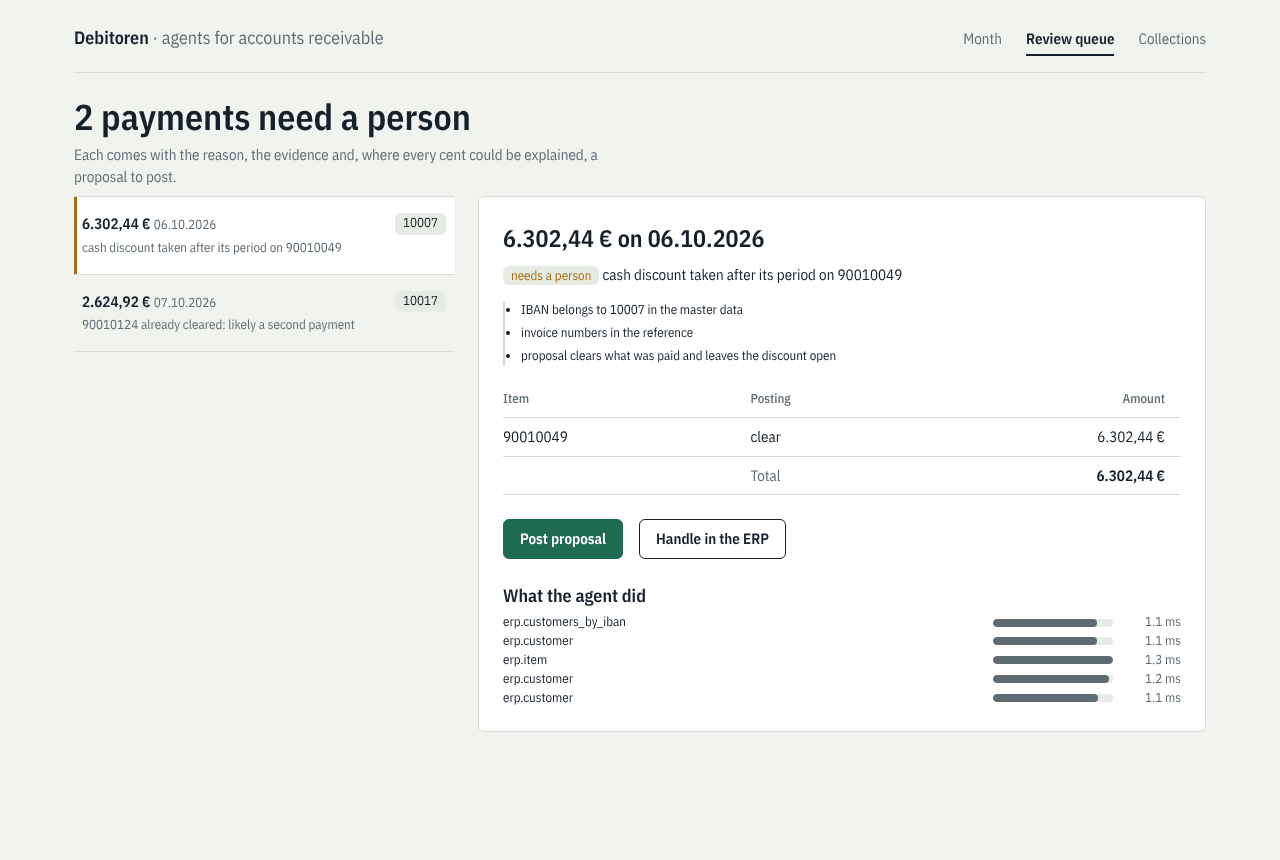 Debitoren · agents for accounts receivable
Month
Review queue
Collections
2 payments need a person
Each comes with the reason, the evidence and, where every cent could be explained, a
proposal to post.
6.302,44 € 06.10.2026
10007
cash discount taken after its period on 90010049
2.624,92 € 07.10.2026
10017
90010124 already cleared: likely a second payment
6.302,44 € on 06.10.2026
needs a person cash discount taken after its period on 90010049
IBAN belongs to 10007 in the master data
invoice numbers in the reference
proposal clears what was paid and leaves the discount open
Item Posting Amount
90010049 clear 6.302,44 €
Total 6.302,44 €
Post proposal
Handle in the ERP
What the agent did
erp.customers_by_iban 1.1 ms
erp.customer 1.1 ms
erp.item 1.3 ms
erp.customer 1.2 ms
erp.customer 1.1 ms